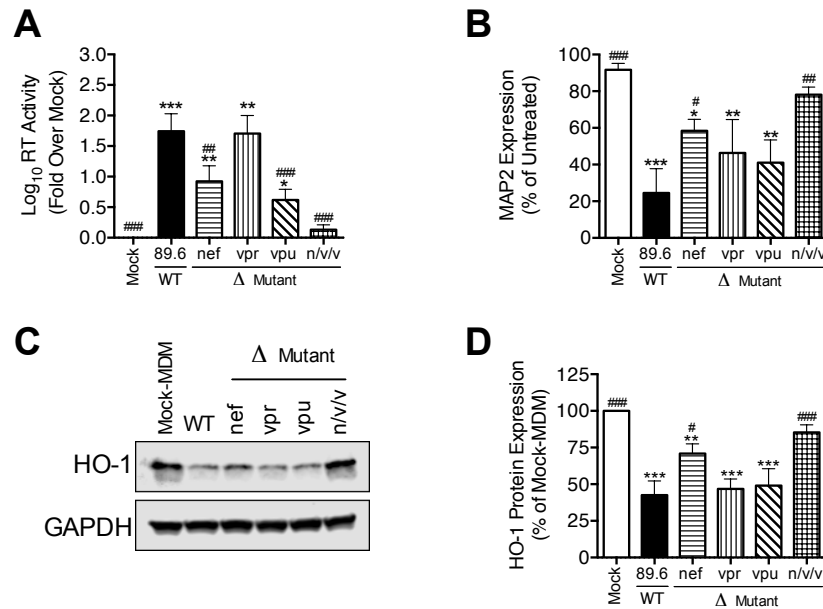 A
Log10 RT Activity
(Fold Over Mock)
3.0
2.5
2.0
1.5
1.0
0.5
0.0
###
***
##
**
**
###
*
###
Mock
89.6
nef
vpr
vpu
n/v/v
WT
Δ Mutant
B
MAP2 Expression
(% of Untreated)
100
80
60
40
20
0
###
***
#
*
**
**
##
Mock
89.6
nef
vpr
vpu
n/v/v
WT
Δ Mutant
C
Δ Mutant
Mock-MDM
WT
nef
vpr
vpu
n/v/v
HO-1
GAPDH
D
HO-1 Protein Expression
(% of Mock-MDM)
125
100
75
50
25
0
###
***
#
**
***
***
###
Mock
89.6
nef
vpr
vpu
n/v/v
WT
Δ Mutant